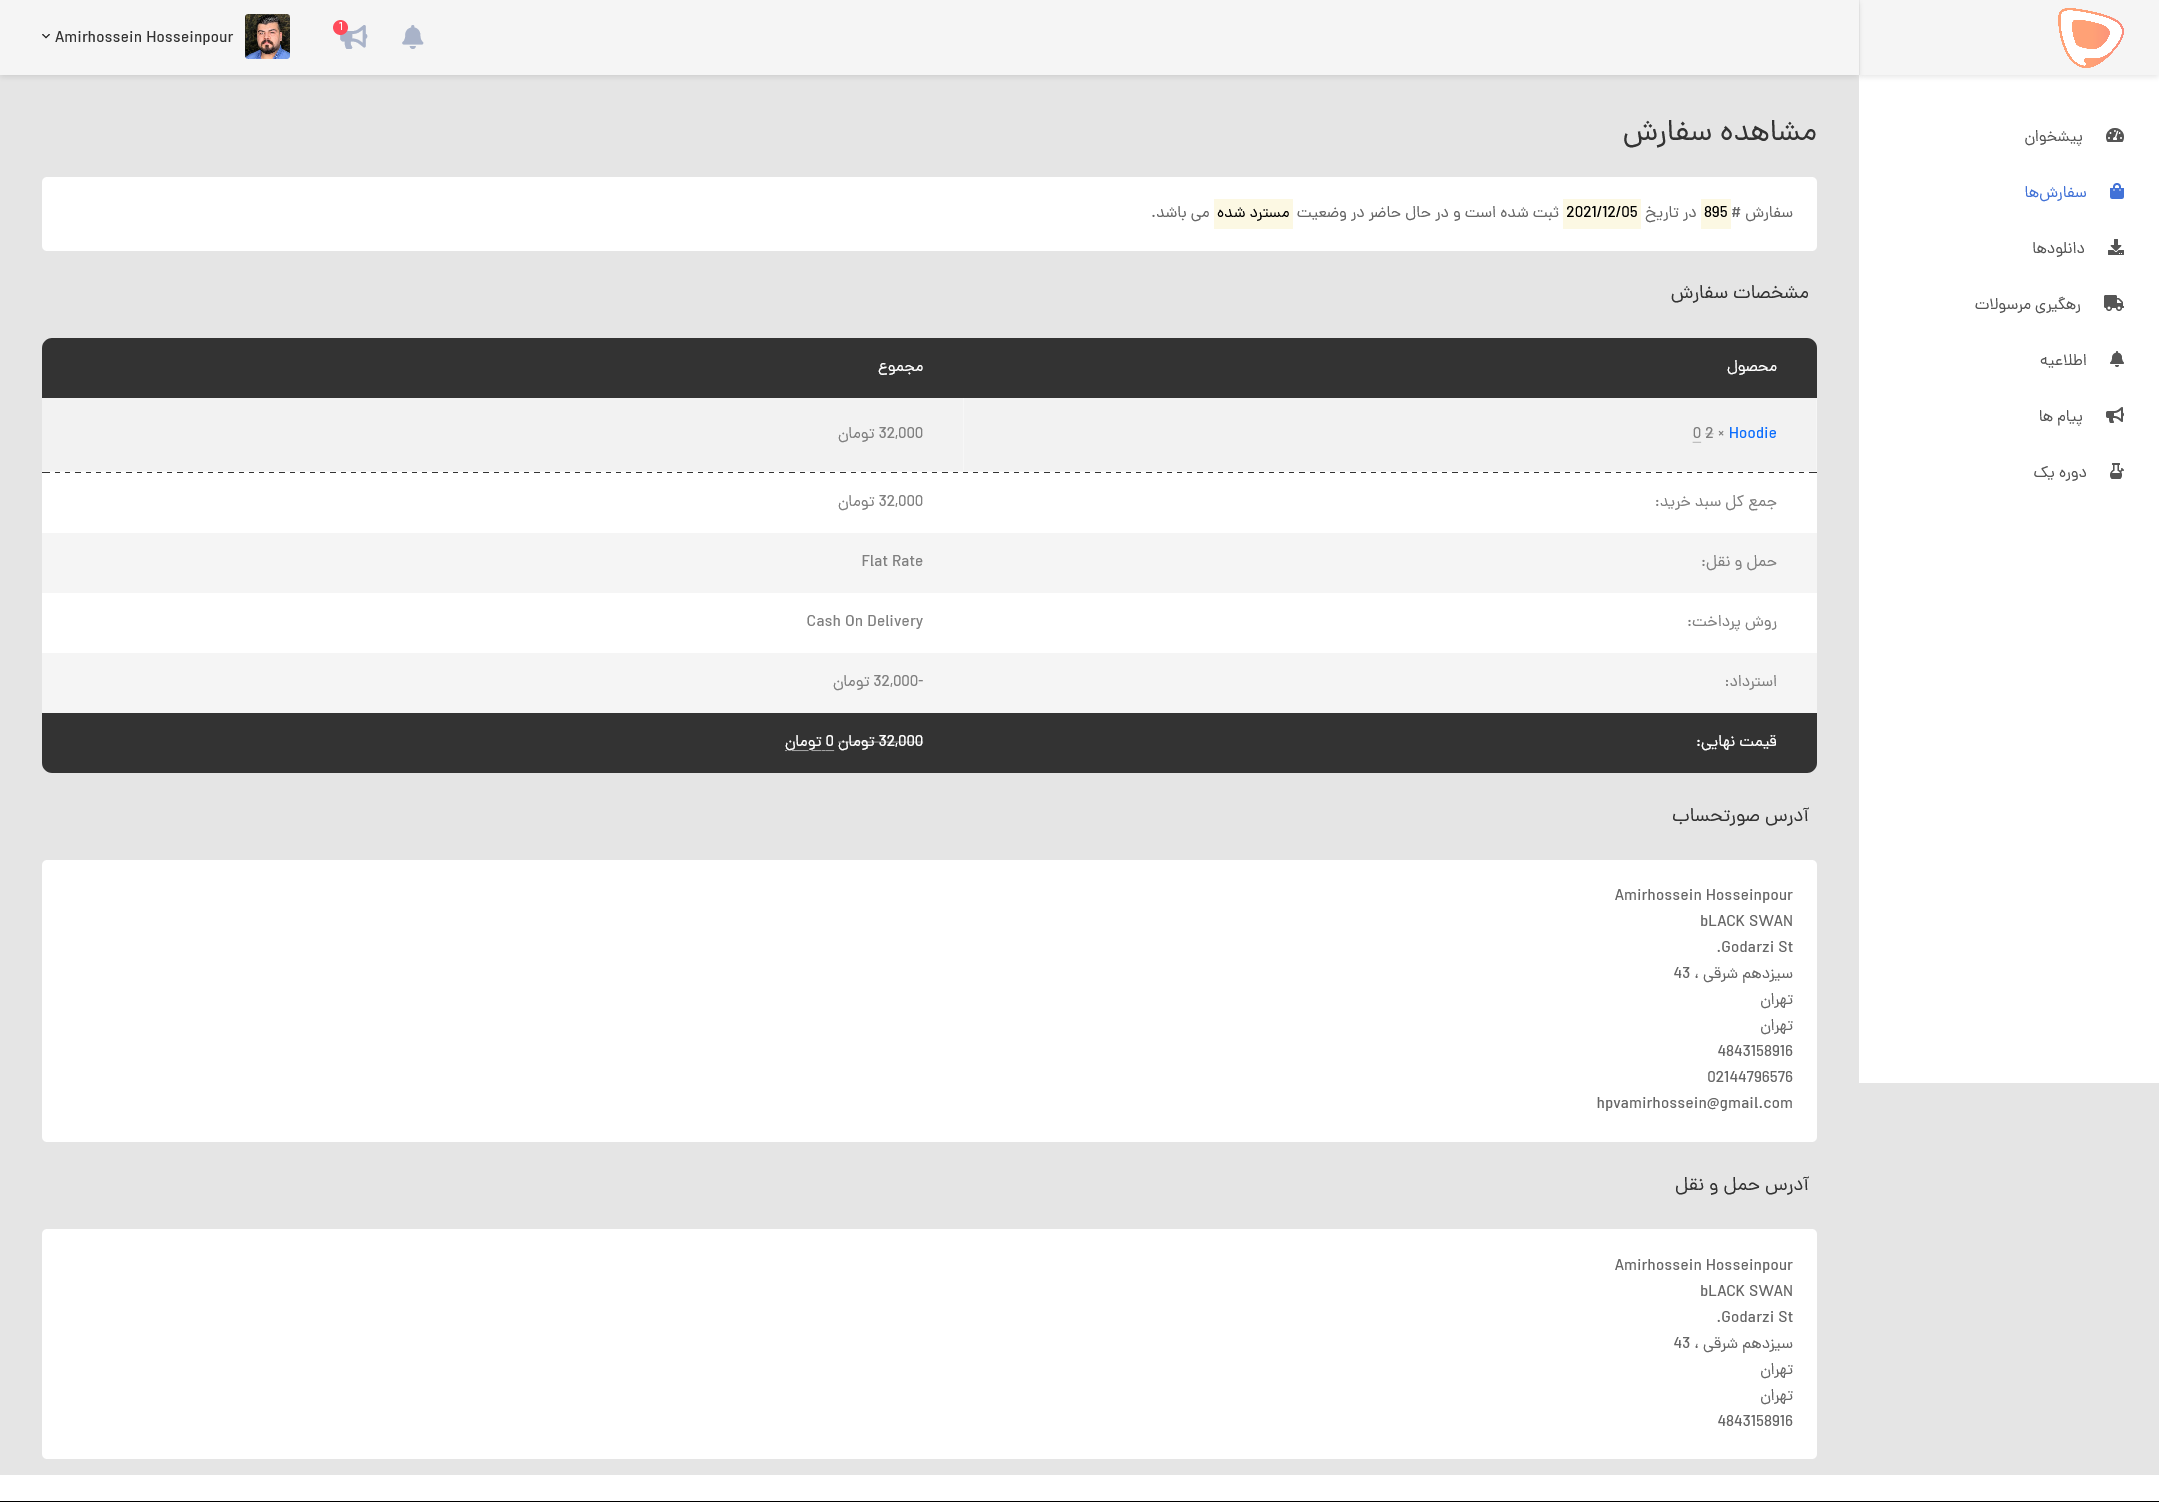 Amirhossein Hosseinpour
1
پیشخوان
سفارش‌ها
دانلودها
رهگیری مرسولات
اطلاعیه
پیام ها
دوره یک
مشاهده سفارش
سفارش #895 در تاریخ 2021/12/05 ثبت شده است و در حال حاضر در وضعیت مسترد شده می باشد.
مشخصات سفارش
محصول مجموع
Hoodie × 2 0 32,000 تومان
جمع کل سبد خرید: 32,000 تومان
حمل و نقل: Flat Rate
روش پرداخت: Cash On Delivery
استرداد: -32,000 تومان
قیمت نهایی: 32,000 تومان 0 تومان
آدرس صورتحساب
Amirhossein Hosseinpour
bLACK SWAN
Godarzi St.
سیزدهم شرقی ، 43
تهران
تهران
4843158916
02144796576
hpvamirhossein@gmail.com
آدرس حمل و نقل
Amirhossein Hosseinpour
bLACK SWAN
Godarzi St.
سیزدهم شرقی ، 43
تهران
تهران
4843158916